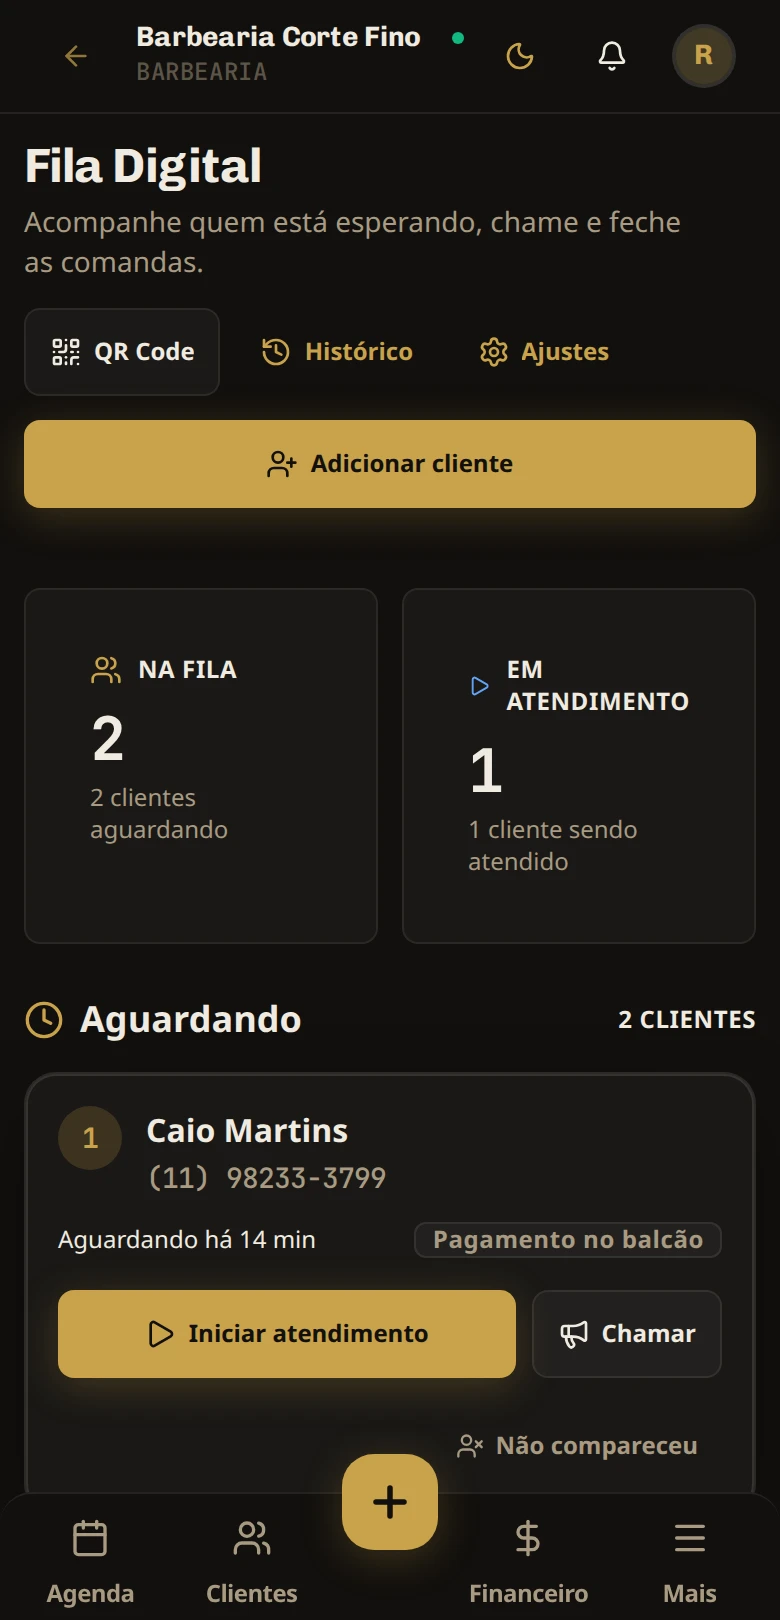 Barbearia Corte Fino
BARBEARIA
R
Fila Digital
Acompanhe quem está esperando, chame e feche
as comandas.
QR Code
Histórico
Ajustes
Adicionar cliente
NA FILA
2
2 clientes
aguardando
EM
ATENDIMENTO
1
1 cliente sendo
atendido
Aguardando
2 CLIENTES
1
Caio Martins
(11) 98233-3799
Aguardando há 14 min
Pagamento no balcão
Iniciar atendimento
Chamar
Não compareceu
Agenda
Clientes
Financeiro
Mais